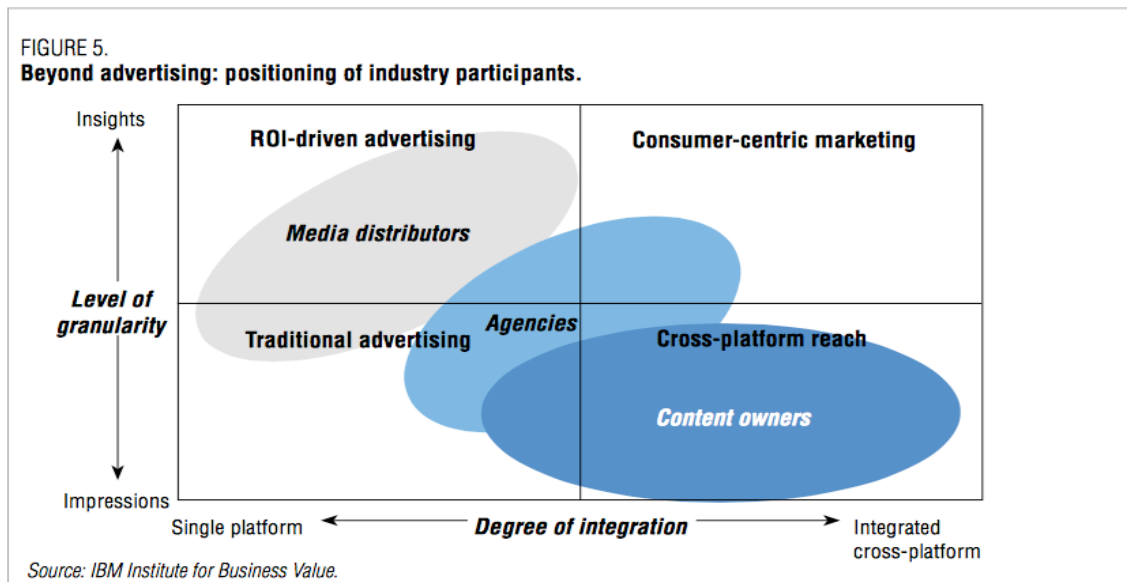 FIGURE 5.
Beyond advertising: positioning of industry participants.
Insights
ROI-driven advertising
Consumer-centric marketing
Media distributors
Level of
granularity
Agencies
Traditional advertising
Cross-platform reach
Content owners
Impressions
Single platform
Degree of integration
Integrated
cross-platform
Source: IBM Institute for Business Value.